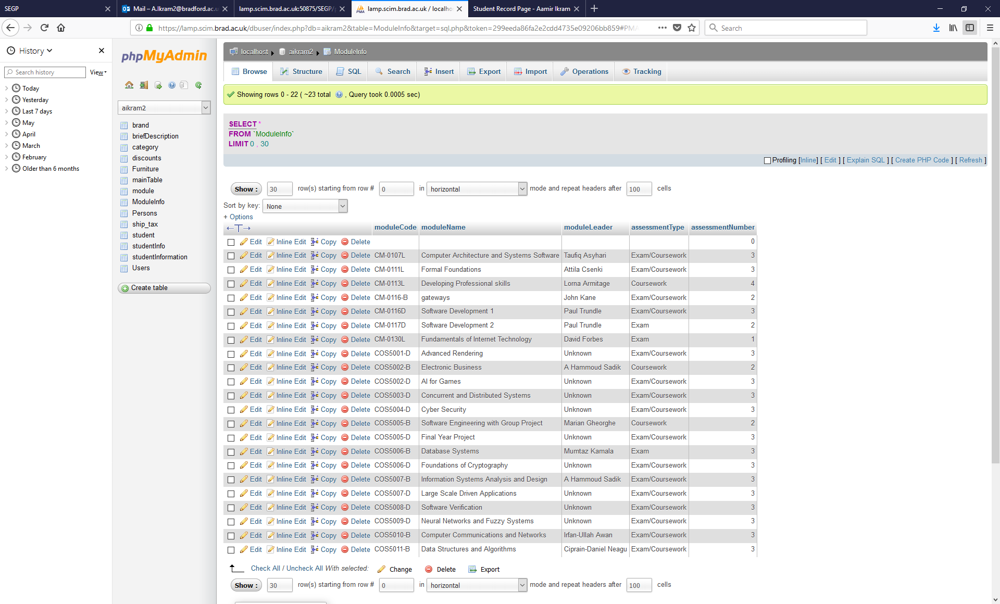 SEGP
Mail – A.Ikram2@bradford.ac.u
lamp.scim.brad.ac.uk:50875/SEGP/
lamp.scim.brad.ac.uk / localho
Student Record Page - Aamir Ikram
https://lamp.scim.brad.ac.uk/dbuser/index.php?db=aikram2&table=ModuleInfo&target=sql.php&token=299eeda86fa2e2cdd4735e09206bb859#PMA
Search
History
Search history
View
Today
Yesterday
Last 7 days
May
April
March
February
Older than 6 months
phpMyAdmin
aikram2
brand
briefDescription
category
discounts
Furniture
mainTable
module
ModuleInfo
Persons
ship_tax
student
studentInfo
studentInformation
Users
Create table
localhost aikram2 ModuleInfo
Browse Structure SQL Search Insert Export Import Operations Tracking
Showing rows 0 - 22 ( ~23 total , Query took 0.0005 sec)
SELECT *
FROM `ModuleInfo`
LIMIT 0 , 30
Profiling [Inline] [ Edit ] [ Explain SQL ] [ Create PHP Code ] [ Refresh ]
Show : 30 row(s) starting from row # 0 in horizontal mode and repeat headers after 100 cells
Sort by key: None
+ Options
←T→ moduleCode moduleName moduleLeader assessmentType assessmentNumber
Edit Inline Edit Copy Delete 0
Edit Inline Edit Copy Delete CM-0107L Computer Architecture and Systems Software Taufiq Asyhari Exam/Coursework 3
Edit Inline Edit Copy Delete CM-0111L Formal Foundations Attila Csenki Exam/Coursework 3
Edit Inline Edit Copy Delete CM-0113L Developing Professional skills Lorna Armitage Coursework 4
Edit Inline Edit Copy Delete CM-0116-B gateways John Kane Exam/Coursework 2
Edit Inline Edit Copy Delete CM-0116D Software Development 1 Paul Trundle Exam/Coursework 3
Edit Inline Edit Copy Delete CM-0117D Software Development 2 Paul Trundle Exam 2
Edit Inline Edit Copy Delete CM-0130L Fundamentals of Internet Technology David Forbes Exam 1
Edit Inline Edit Copy Delete COS5001-D Advanced Rendering Unknown Exam/Coursework 3
Edit Inline Edit Copy Delete COS5002-B Electronic Business A Hammoud Sadik Coursework 2
Edit Inline Edit Copy Delete COS5002-D AI for Games Unknown Exam/Coursework 3
Edit Inline Edit Copy Delete COS5003-D Concurrent and Distributed Systems Unknown Exam/Coursework 3
Edit Inline Edit Copy Delete COS5004-D Cyber Security Unknown Exam/Coursework 3
Edit Inline Edit Copy Delete COS5005-B Software Engineering with Group Project Marian Gheorghe Coursework 2
Edit Inline Edit Copy Delete COS5005-D Final Year Project Unknown Exam/Coursework 3
Edit Inline Edit Copy Delete COS5006-B Database Systems Mumtaz Kamala Exam 3
Edit Inline Edit Copy Delete COS5006-D Foundations of Cryptography Unknown Exam/Coursework 3
Edit Inline Edit Copy Delete COS5007-B Information Systems Analysis and Design A Hammoud Sadik Exam/Coursework 3
Edit Inline Edit Copy Delete COS5007-D Large Scale Driven Applications Unknown Exam/Coursework 3
Edit Inline Edit Copy Delete COS5008-D Software Verification Unknown Exam/Coursework 3
Edit Inline Edit Copy Delete COS5009-D Neural Networks and Fuzzy Systems Unknown Exam/Coursework 3
Edit Inline Edit Copy Delete COS5010-B Computer Communications and Networks Irfan-Ullah Awan Exam/Coursework 3
Edit Inline Edit Copy Delete COS5011-B Data Structures and Algorithms Ciprain-Daniel Neagu Exam/Coursework 3
Check All / Uncheck All With selected: Change Delete Export
Show : 30 row(s) starting from row # 0 in horizontal mode and repeat headers after 100 cells